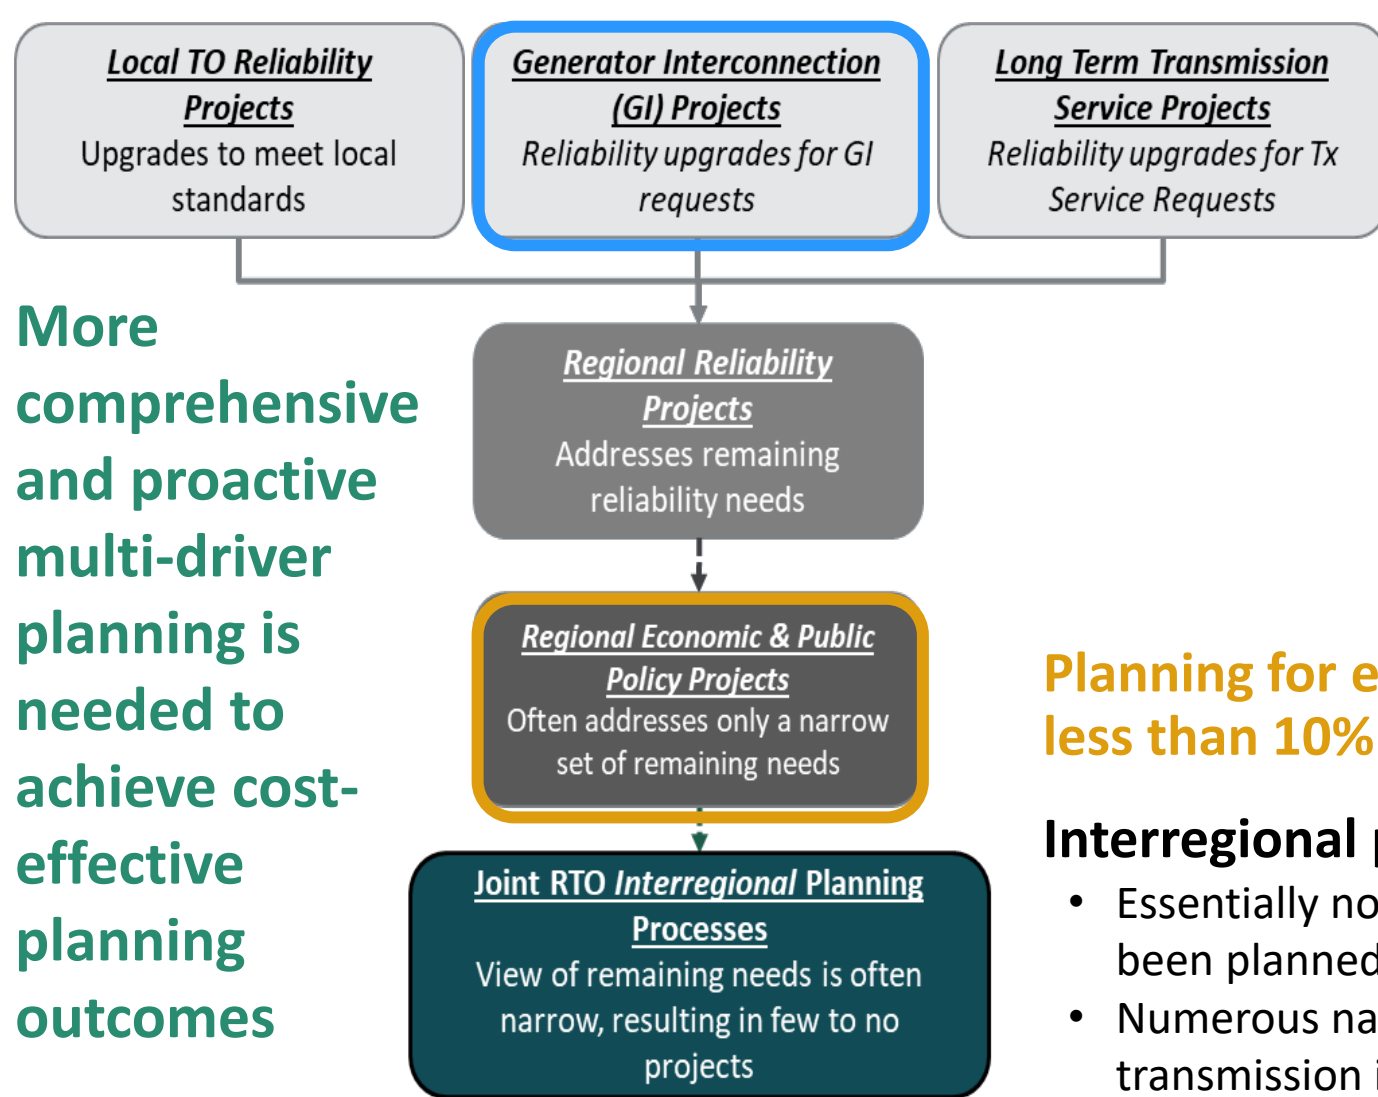 Local TO Reliability
Projects
Upgrades to meet local
standards
Generator Interconnection
(GI) Projects
Reliability upgrades for GI
requests
Long Term Transmission
Service Projects
Reliability upgrades for Tx
Service Requests
More
comprehensive
and proactive
multi-driver
planning is
needed to
achieve cost-
effective
planning
outcomes
Regional Reliability
Projects
Addresses remaining
reliability needs
Regional Economic & Public
Policy Projects
Often addresses only a narrow
set of remaining needs
Joint RTO Interregional Planning
Processes
View of remaining needs is often
narrow, resulting in few to no
projects
Planning for
less than 10%
Interregional
• Essentially no
been planned
• Numerous
transmission